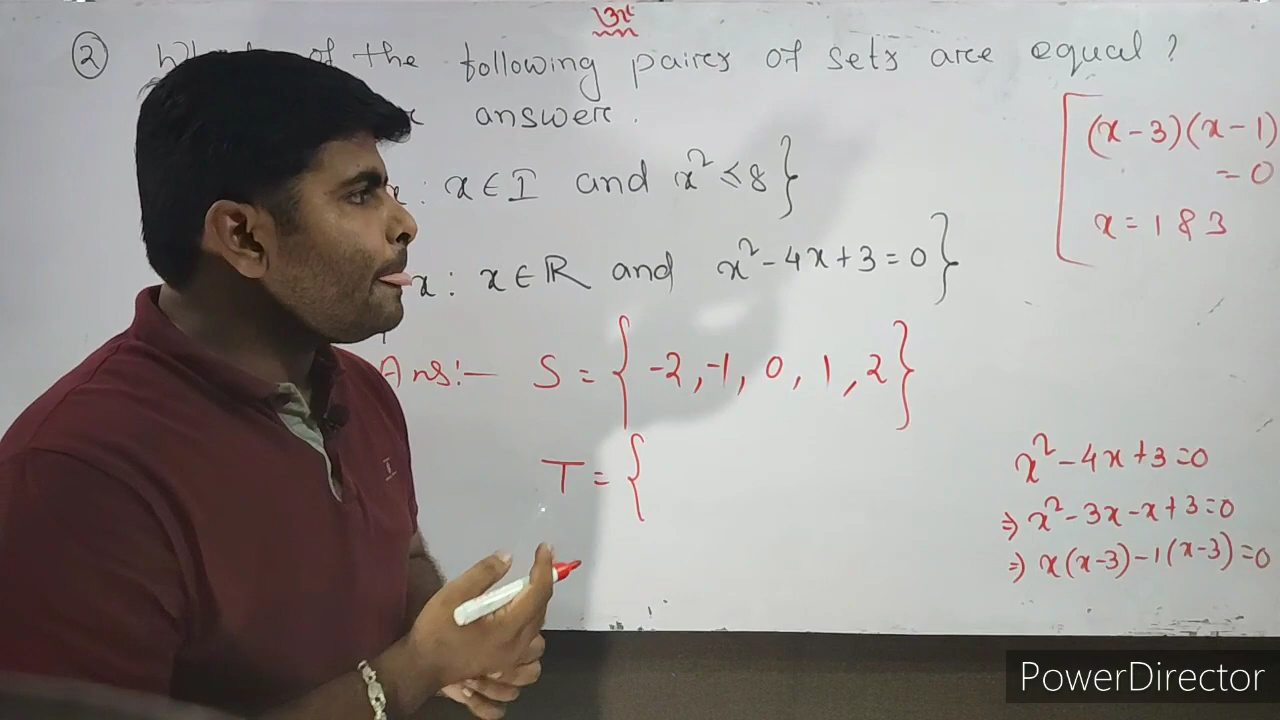 ॐ
② of the following pairs of sets are equal ?
answer.
x : x ∈ I and x² ≤ 8}
x : x ∈ R and x² - 4x + 3 = 0}
Ans:- S = { -2, -1, 0, 1, 2 }
T = {
(x - 3)(x - 1)
= 0
x = 1 & 3
x² - 4x + 3 = 0
⇒ x² - 3x - x + 3 = 0
⇒ x(x-3) - 1(x-3) = 0
PowerDirector